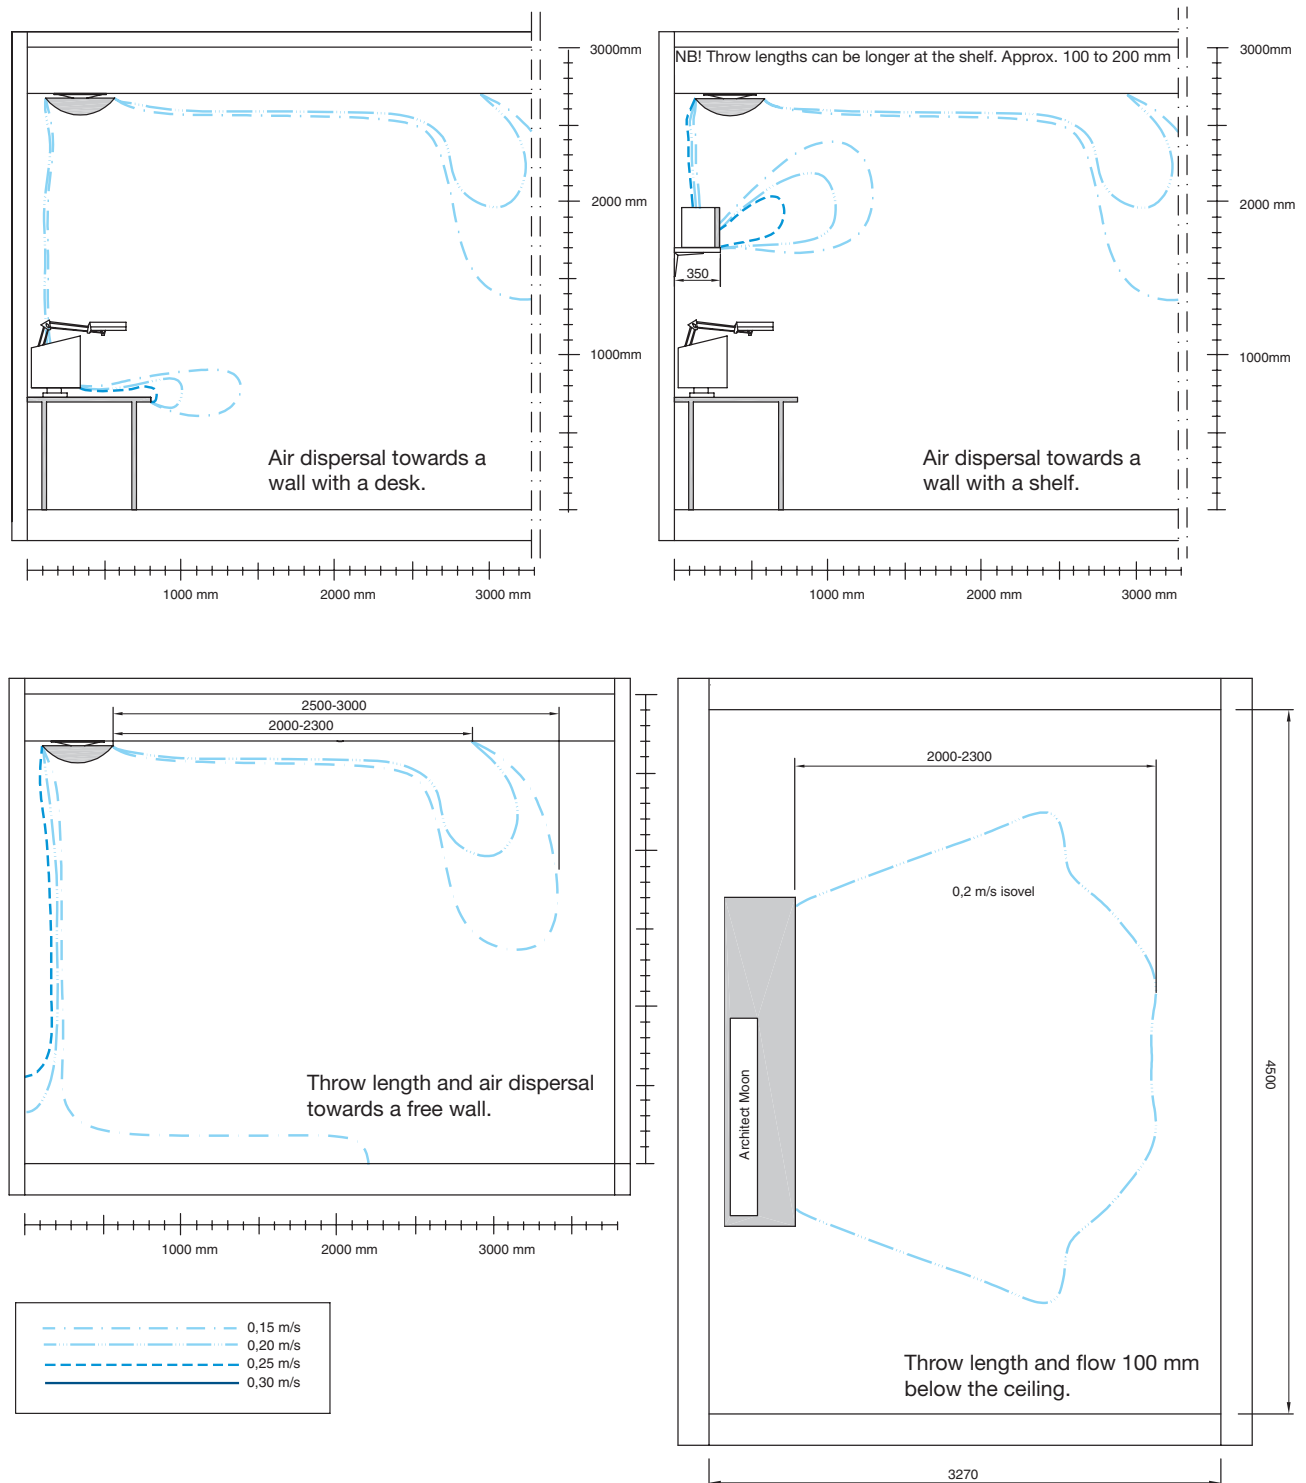 3000mm
2000 mm
1000mm
Air dispersal towards a
wall with a desk.
1000 mm
2000 mm
3000 mm
NB! Throw lengths can be longer at the shelf. Approx. 100 to 200 mm
3000mm
2000 mm
350
1000mm
Air dispersal towards a
wall with a shelf.
1000 mm
2000 mm
3000 mm
2500-3000
2000-2300
Throw length and air dispersal
towards a free wall.
1000 mm
2000 mm
3000 mm
2000-2300
0,2 m/s isovel
Architect Moon
4500
Throw length and flow 100 mm
below the ceiling.
3270
0,15 m/s
0,20 m/s
0,25 m/s
0,30 m/s